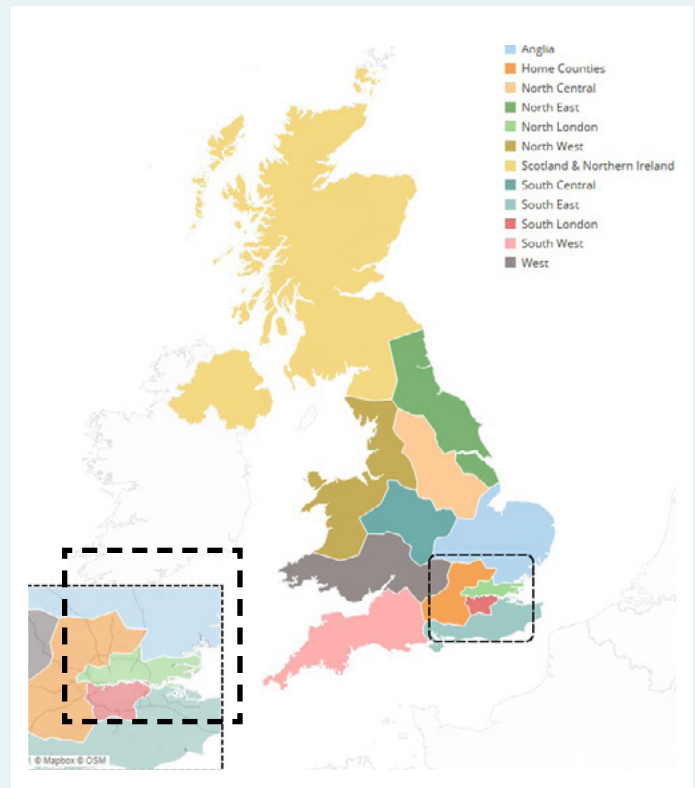 Anglia
Home Counties
North Central
North East
North London
North West
Scotland & Northern Ireland
South Central
South East
South London
South West
West
© Mapbox © OSM